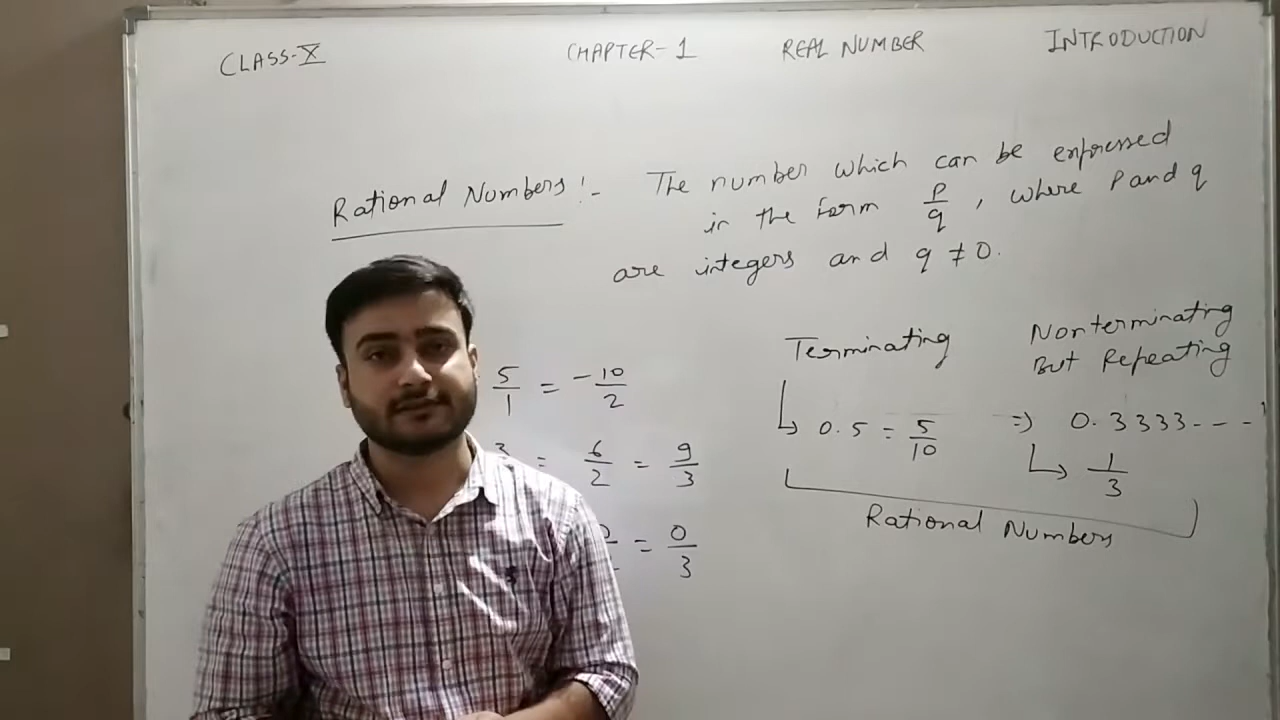 CLASS-X
CHAPTER-1
REAL NUMBER
INTRODUCTION
Rational Numbers!- The number which can be expressed
in the form p/q, where p and q
are integers and q ≠ 0.
Terminating
Nonterminating
But Repeating
5/1 = -10/2
0.5 = 5/10
=) 0.3333---
3 = 6/2 = 9/3
1/3
Rational Numbers
= 0/3